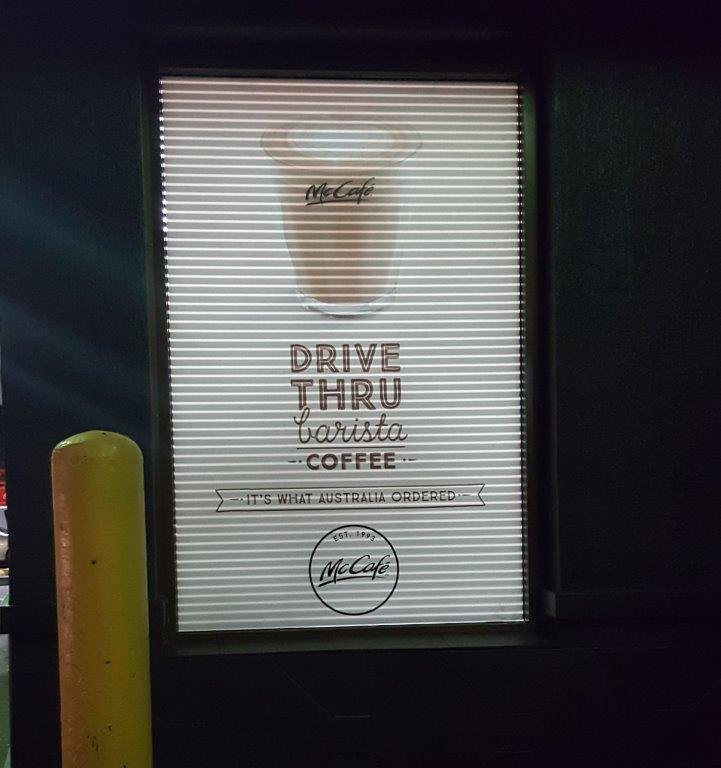 McCafé
DRIVE
THRU
barista
COFFEE
IT'S WHAT AUSTRALIA ORDERED
EST. 1993
McCafé